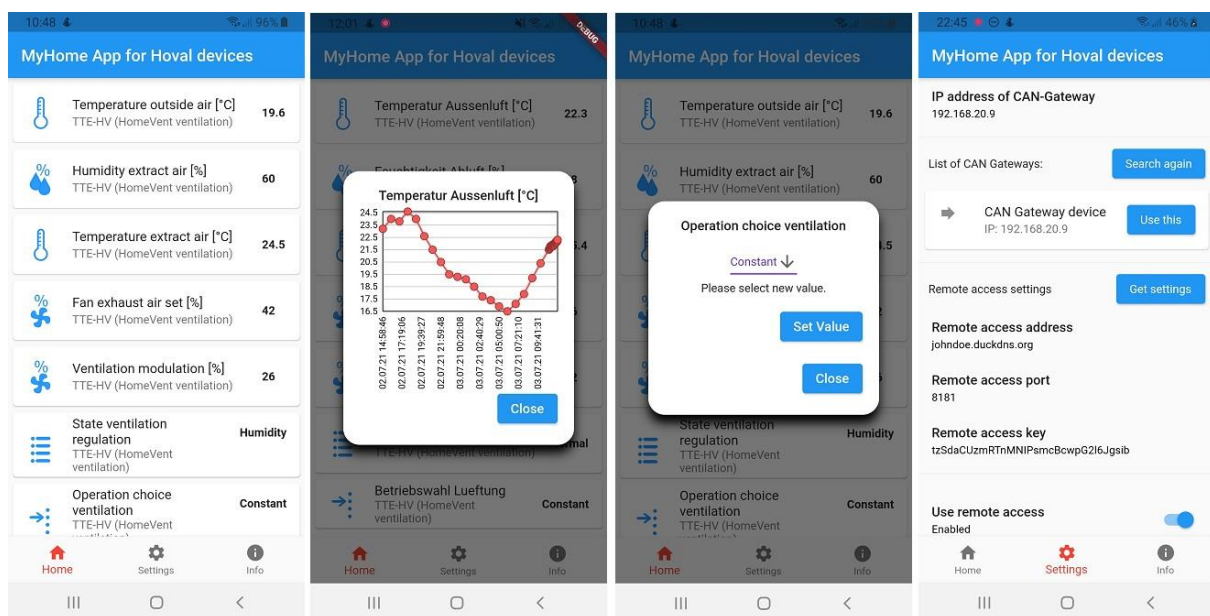 10:48
96%
MyHome App for Hoval devices
Temperature outside air [°C]
TTE-HV (HomeVent ventilation)
19.6
%
Humidity extract air [%]
TTE-HV (HomeVent ventilation)
60
Temperature extract air [°C]
TTE-HV (HomeVent ventilation)
24.5
%
Fan exhaust air set [%]
TTE-HV (HomeVent ventilation)
42
%
Ventilation modulation [%]
TTE-HV (HomeVent ventilation)
26
State ventilation
regulation
TTE-HV (HomeVent
ventilation)
Humidity
Operation choice
ventilation
TTE-HV (HomeVent
Constant
Home
Settings
Info
12:01
DEBUG
MyHome App for Hoval devices
Temperatur Aussenluft [°C]
TTE-HV (HomeVent ventilation)
22.3
%
Feuchtigkeit Abluft [%]
Temperatur Aussenluft [°C]
24.5
23.5
22.5
21.5
20.5
19.5
18.5
17.5
16.5
02.07.21 14:58:46
02.07.21 17:19:06
02.07.21 19:39:27
02.07.21 21:59:48
03.07.21 00:20:08
03.07.21 02:40:29
03.07.21 05:00:50
03.07.21 07:21:10
03.07.21 09:41:31
Close
TTE-HV (HomeVent ventilation)
Betriebswahl Lueftung
TTE-HV (HomeVent
ventilation)
Constant
Home
Settings
Info
10:48
MyHome App for Hoval devices
Temperature outside air [°C]
TTE-HV (HomeVent ventilation)
19.6
%
Humidity extract air [%]
TTE-HV (HomeVent ventilation)
60
Operation choice ventilation
Constant
Please select new value.
Set Value
Close
State ventilation
regulation
TTE-HV (HomeVent
ventilation)
Humidity
Operation choice
ventilation
TTE-HV (HomeVent
Constant
Home
Settings
Info
22:45
46%
MyHome App for Hoval devices
IP address of CAN-Gateway
192.168.20.9
List of CAN Gateways:
Search again
CAN Gateway device
IP: 192.168.20.9
Use this
Remote access settings
Get settings
Remote access address
johndoe.duckdns.org
Remote access port
8181
Remote access key
tzSdaCUzmRTnMNIPsmcBcwpG2l6Jgsib
Use remote access
Enabled
Home
Settings
Info